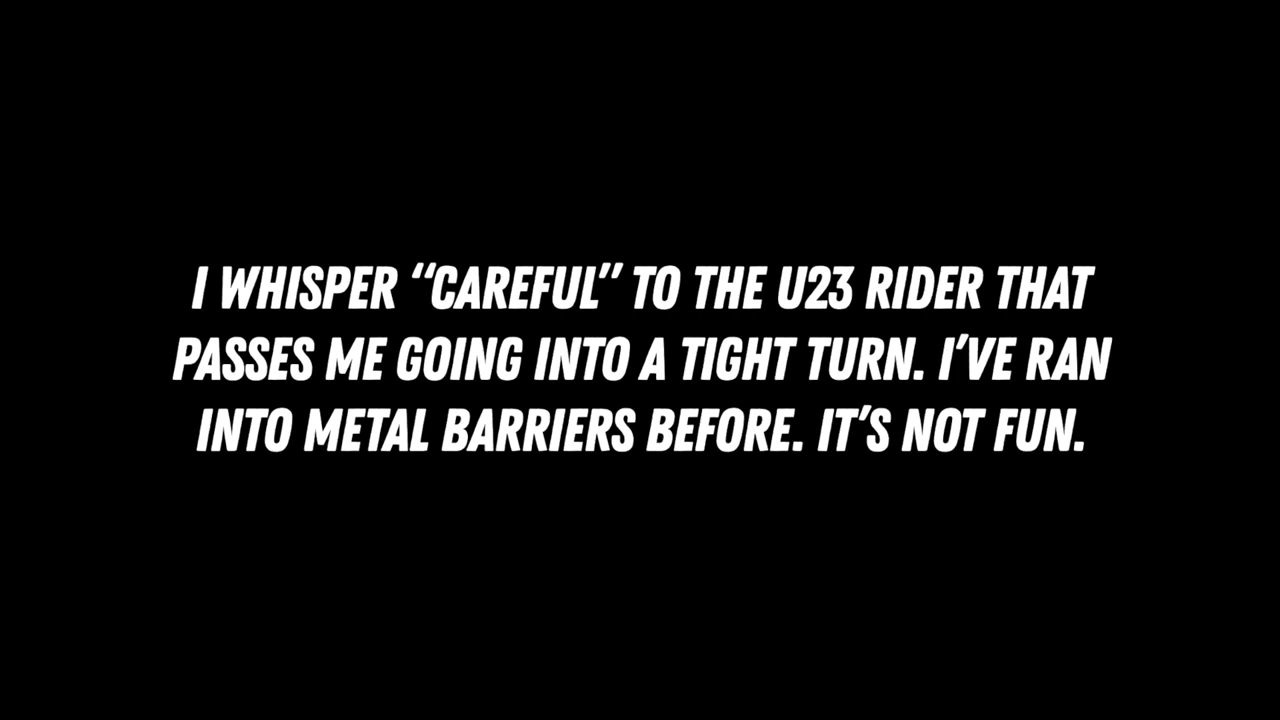 I WHISPER “CAREFUL” TO THE U23 RIDER THAT
PASSES ME GOING INTO A TIGHT TURN. I’VE RAN
INTO METAL BARRIERS BEFORE. IT’S NOT FUN.